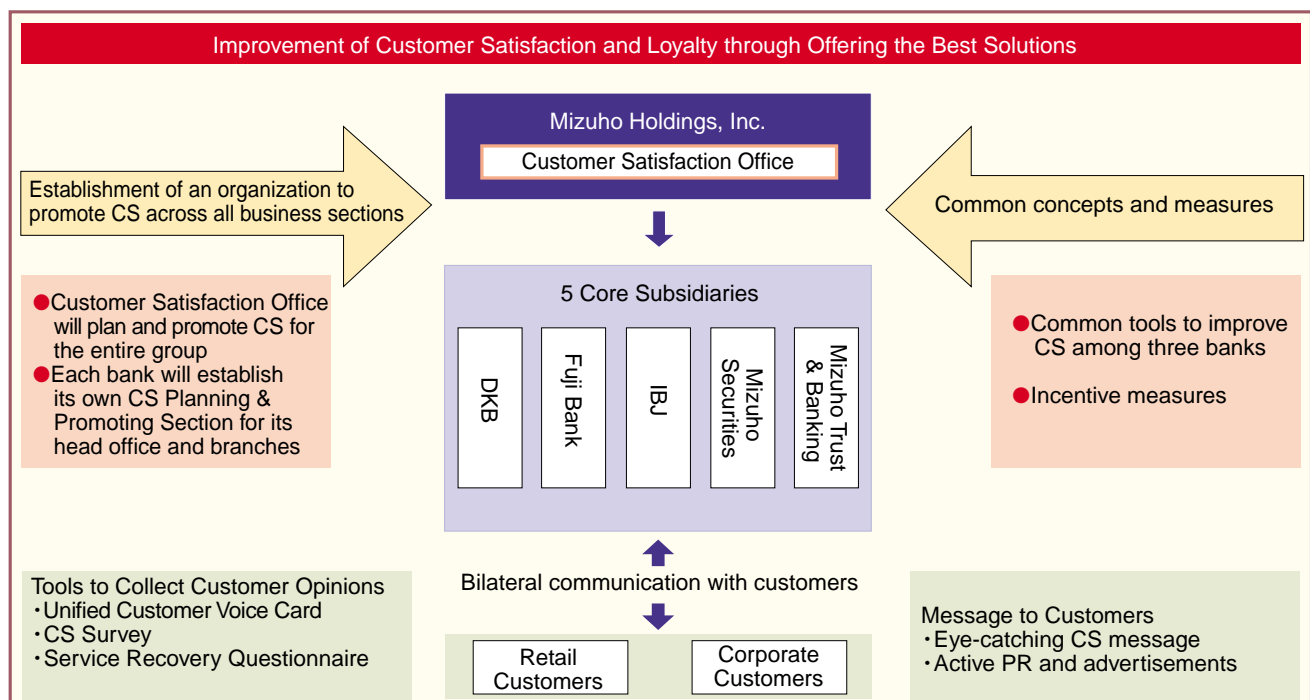 Improvement of Customer Satisfaction and Loyalty through Offering the Best Solutions
Mizuho Holdings, Inc.
Customer Satisfaction Office
Establishment of an organization to
promote CS across all business sections
Common concepts and measures
●Customer Satisfaction Office
will plan and promote CS for
the entire group
●Each bank will establish
its own CS Planning &
Promoting Section for its
head office and branches
5 Core Subsidiaries
DKB
Fuji Bank
IBJ
Mizuho
Securities
Mizuho Trust
& Banking
●Common tools to improve
CS among three banks
●Incentive measures
Tools to Collect Customer Opinions
・Unified Customer Voice Card
・CS Survey
・Service Recovery Questionnaire
Bilateral communication with customers
Retail
Customers
Corporate
Customers
Message to Customers
・Eye-catching CS message
・Active PR and advertisements